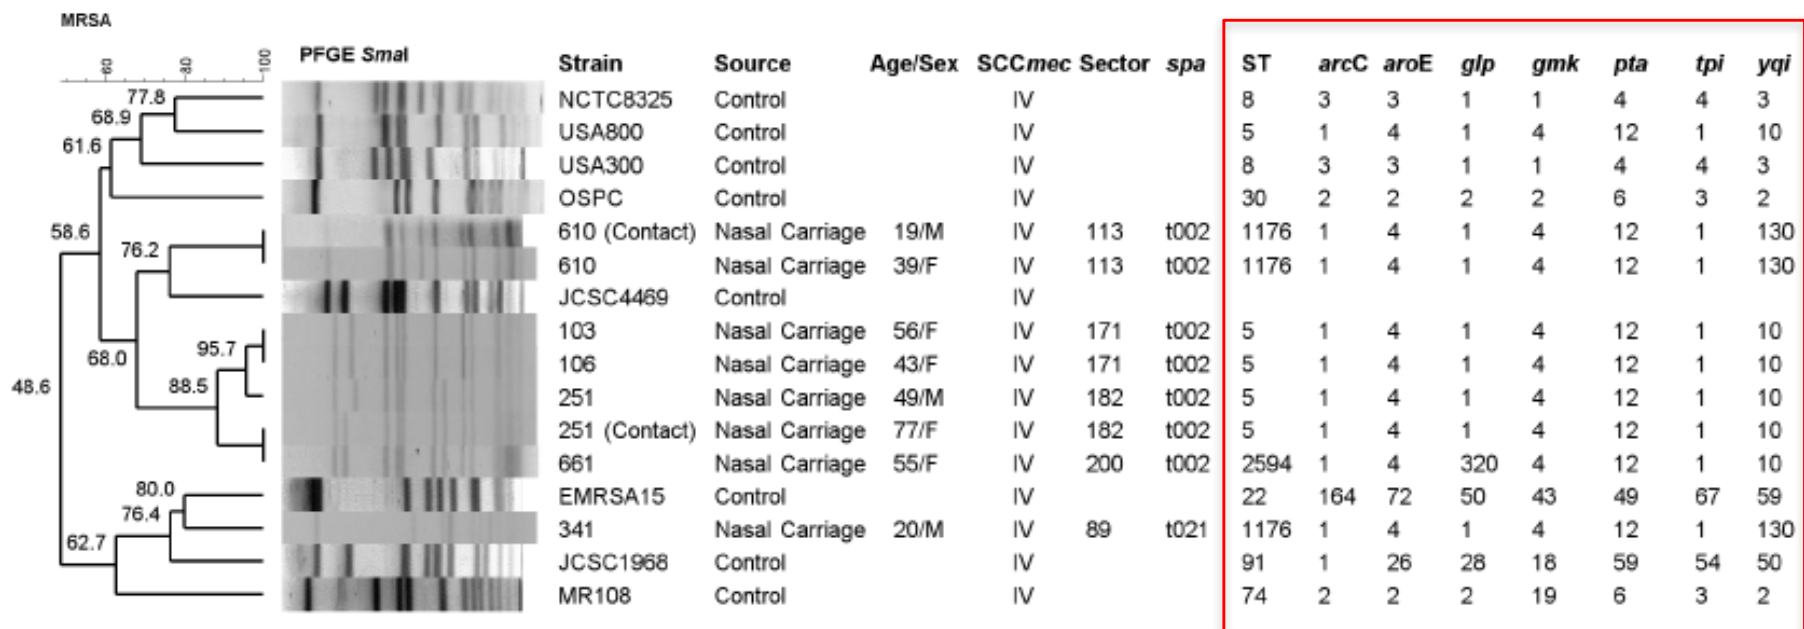 MRSA
60 80 100
PFGE SmaI Strain Source Age/Sex SCCmec Sector spa ST arcC aroE glp gmk pta tpi yqi
77.8 NCTC8325 Control IV 8 3 3 1 1 4 4 3
68.9 USA800 Control IV 5 1 4 1 4 12 1 10
61.6 USA300 Control IV 8 3 3 1 1 4 4 3
OSPC Control IV 30 2 2 2 2 6 3 2
58.6 610 (Contact) Nasal Carriage 19/M IV 113 t002 1176 1 4 1 4 12 1 130
76.2 610 Nasal Carriage 39/F IV 113 t002 1176 1 4 1 4 12 1 130
JCSC4469 Control IV
103 Nasal Carriage 56/F IV 171 t002 5 1 4 1 4 12 1 10
68.0 95.7 106 Nasal Carriage 43/F IV 171 t002 5 1 4 1 4 12 1 10
48.6 88.5 251 Nasal Carriage 49/M IV 182 t002 5 1 4 1 4 12 1 10
251 (Contact) Nasal Carriage 77/F IV 182 t002 5 1 4 1 4 12 1 10
661 Nasal Carriage 55/F IV 200 t002 2594 1 4 320 4 12 1 10
80.0 EMRSA15 Control IV 22 164 72 50 43 49 67 59
76.4 341 Nasal Carriage 20/M IV 89 t021 1176 1 4 1 4 12 1 130
62.7 JCSC1968 Control IV 91 1 26 28 18 59 54 50
MR108 Control IV 74 2 2 2 19 6 3 2